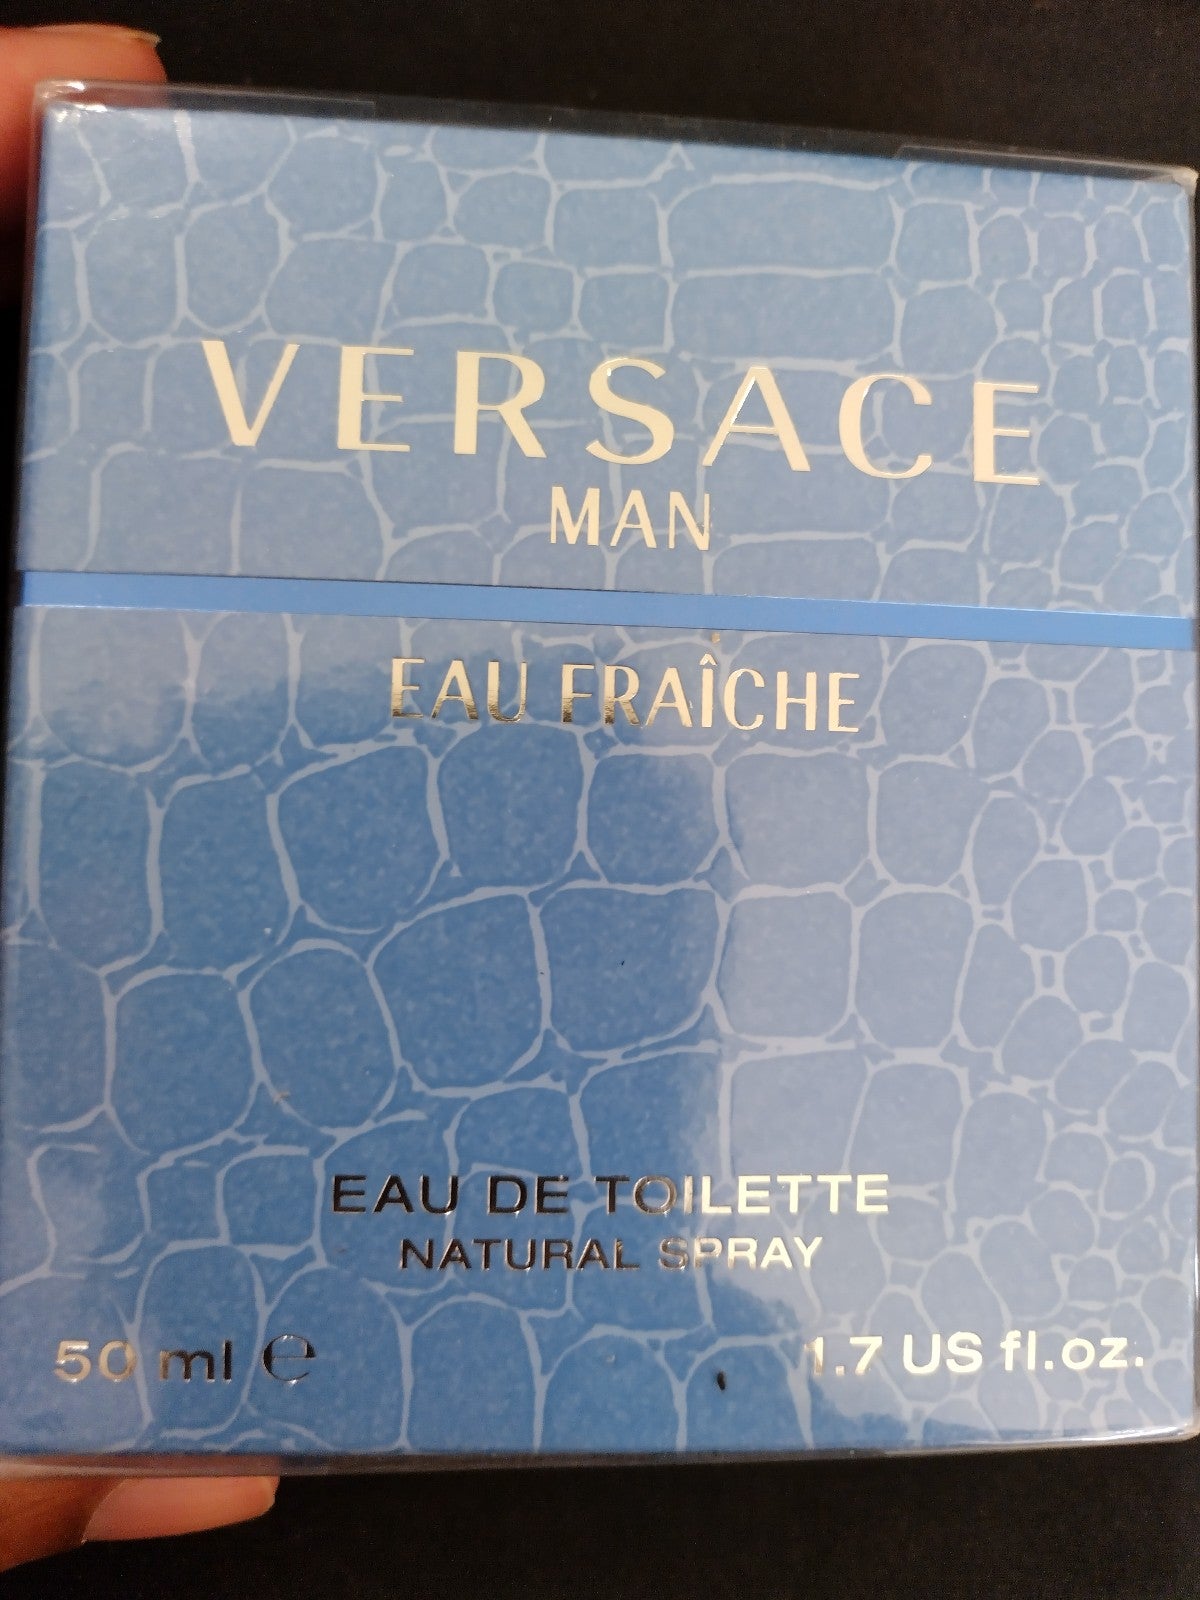 VERSACE
MAN
EAU FRAÎCHE
EAU DE TOILETTE
NATURAL SPRAY
50 ml ℮
1.7 US fl.oz.